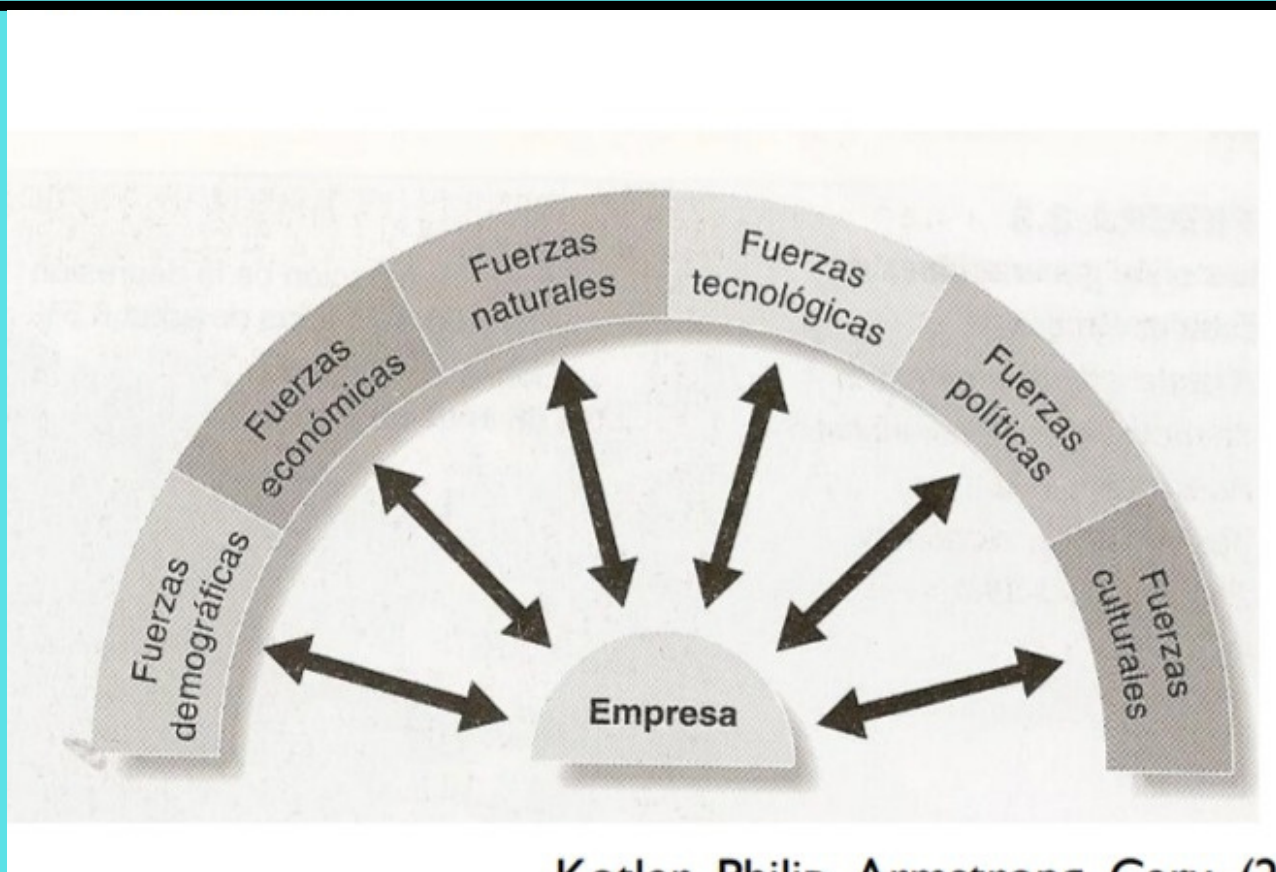 Fuerzas
demográficas
Fuerzas
económicas
Fuerzas
naturales
Fuerzas
tecnológicas
Fuerzas
políticas
Fuerzas
culturales
Empresa
Kotler Philip Armstrong Gary (2